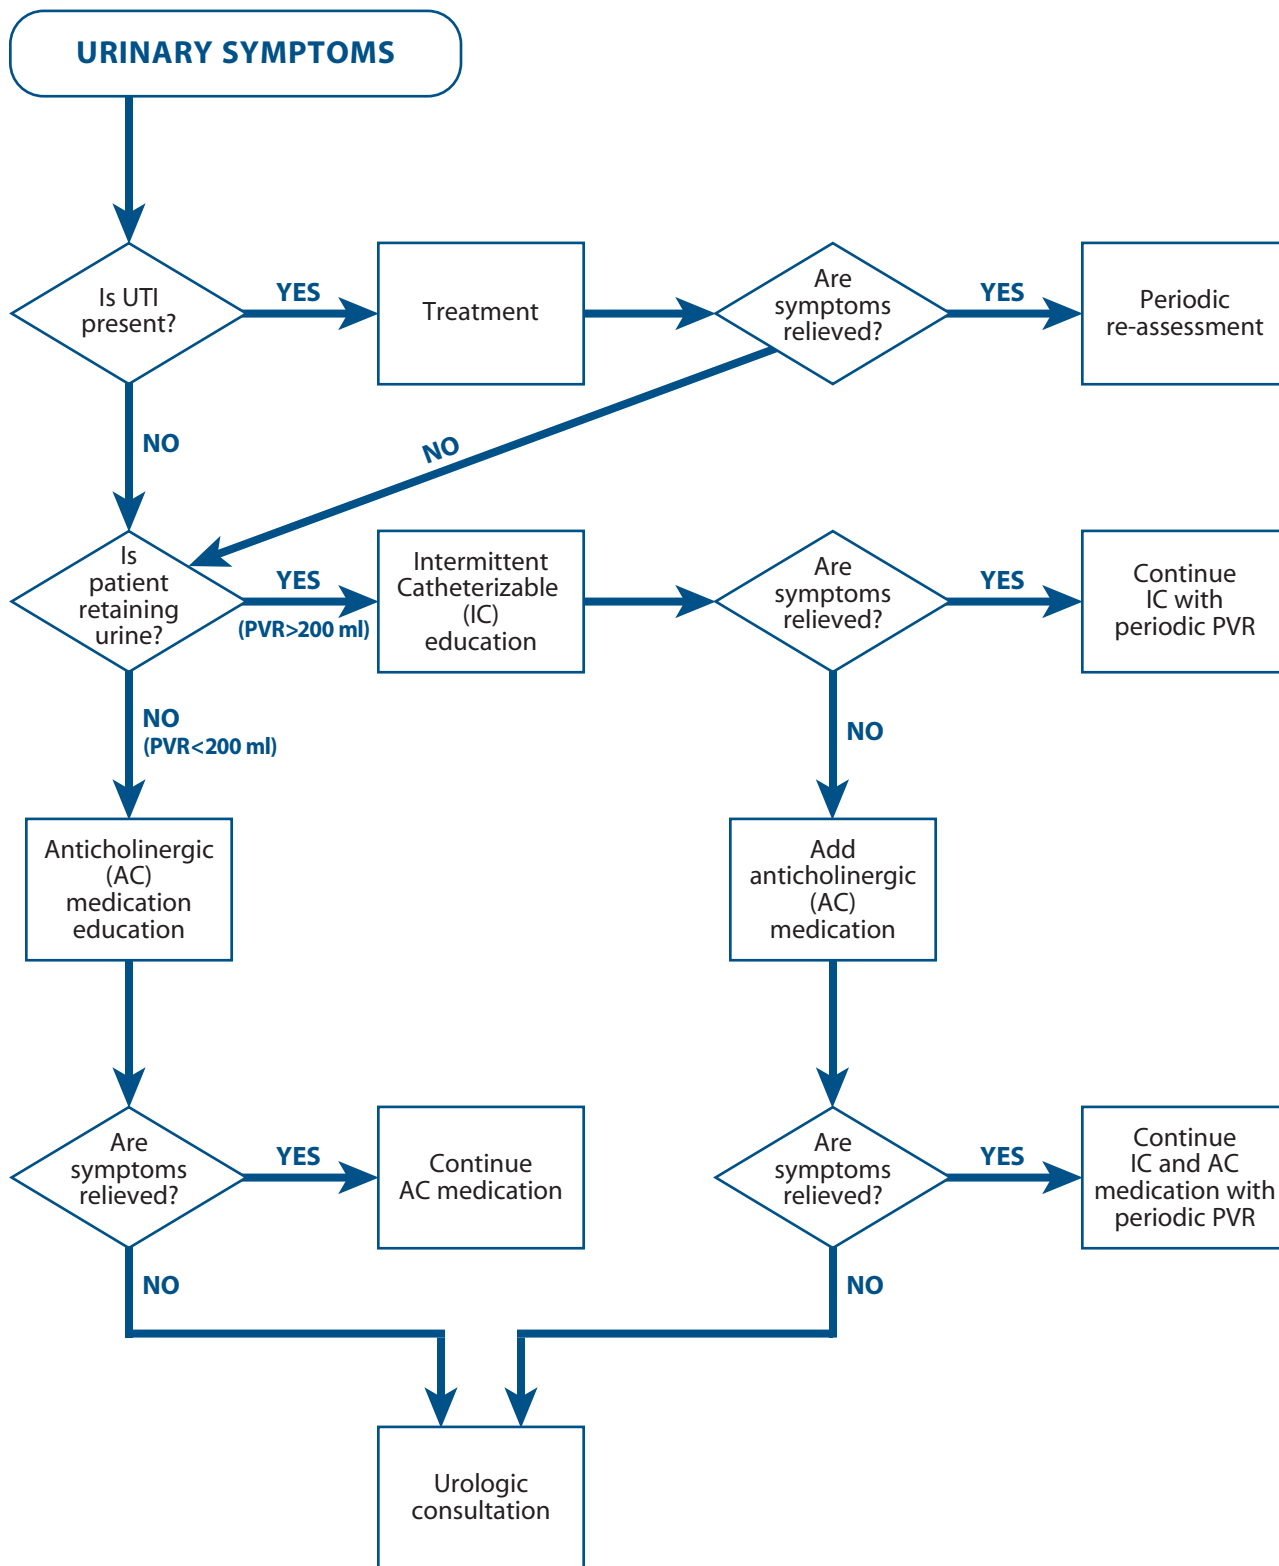 URINARY SYMPTOMS
Is UTI
present?
YES
Treatment
Are
symptoms
relieved?
YES
Periodic
re-assessment
NO
NO
Is
patient
retaining
urine?
YES
(PVR>200 ml)
Intermittent
Catheterizable
(IC)
education
Are
symptoms
relieved?
YES
Continue
IC with
periodic PVR
NO
(PVR<200 ml)
NO
Anticholinergic
(AC)
medication
education
Add
anticholinergic
(AC)
medication
Are
symptoms
relieved?
YES
Continue
AC medication
Are
symptoms
relieved?
YES
Continue
IC and AC
medication with
periodic PVR
NO
NO
Urologic
consultation